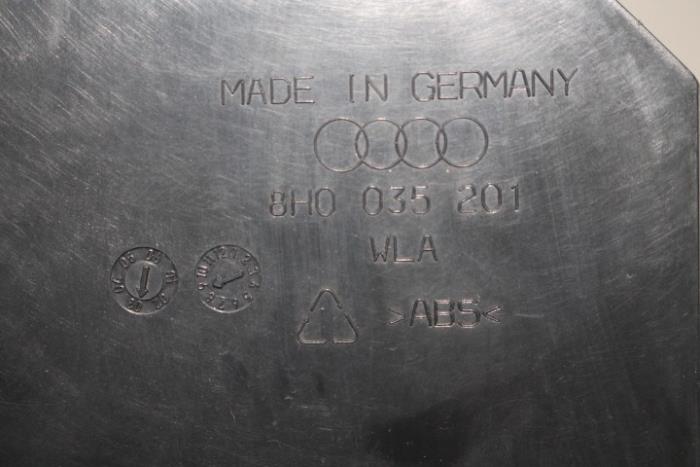 MADE IN GERMANY
8H0 035 201
WLA
>ABS<